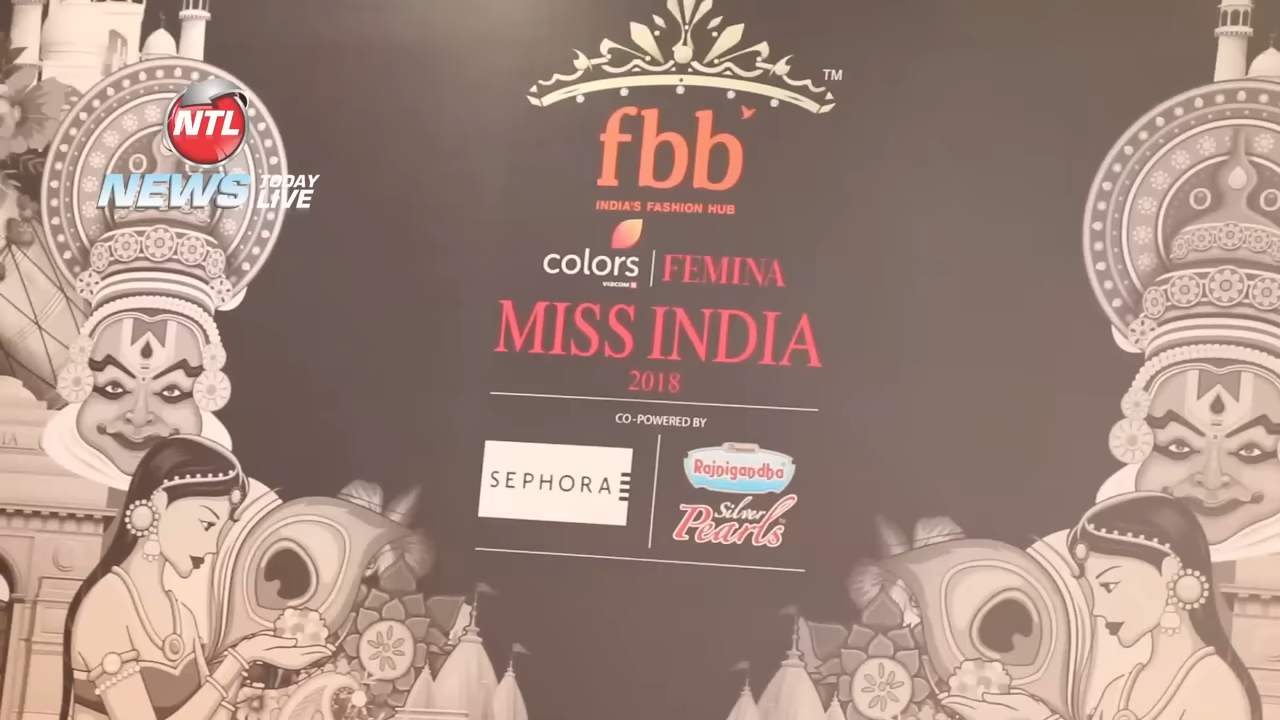 NTL
NEWS TODAY LIVE
TM
fbb
INDIA'S FASHION HUB
colors FEMINA
VIACOM
MISS INDIA
2018
CO-POWERED BY
SEPHORA
Rajnigandha
Silver
Pearls
IA